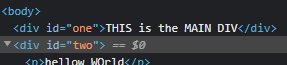 <body>
<div id="one">THIS is the MAIN DIV</div>
▼<div id="two"> == $0
<p>hellow WOrld</p>